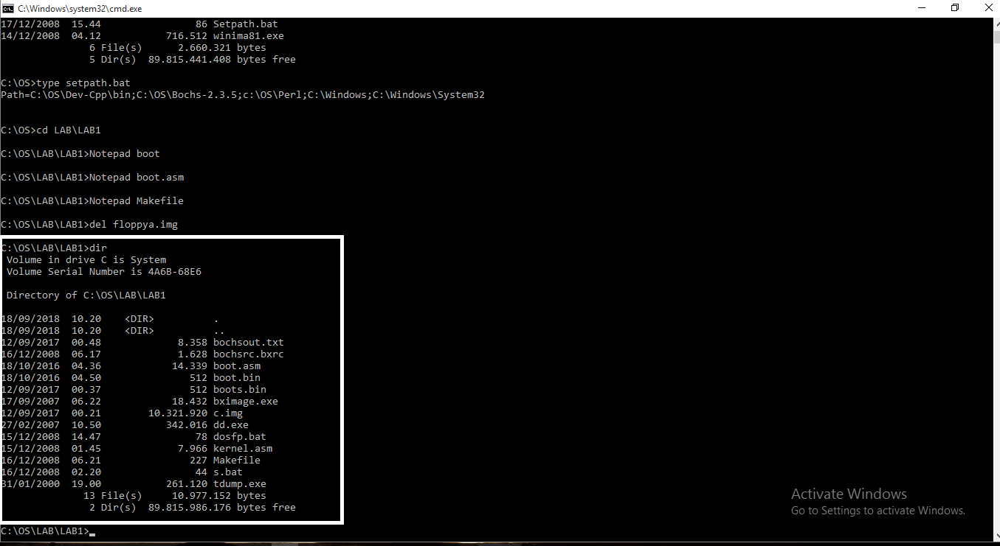 C:\Windows\system32\cmd.exe
17/12/2008  15.44                86 Setpath.bat
14/12/2008  04.12           716.512 winima81.exe
               6 File(s)      2.660.321 bytes
               5 Dir(s)  89.815.441.408 bytes free
C:\OS>type setpath.bat
Path=C:\OS\Dev-Cpp\bin;C:\OS\Bochs-2.3.5;c:\OS\Perl;C:\Windows;C:\Windows\System32
C:\OS>cd LAB\LAB1
C:\OS\LAB\LAB1>Notepad boot
C:\OS\LAB\LAB1>Notepad boot.asm
C:\OS\LAB\LAB1>Notepad Makefile
C:\OS\LAB\LAB1>del floppya.img
C:\OS\LAB\LAB1>dir
 Volume in drive C is System
 Volume Serial Number is 4A6B-68E6
 Directory of C:\OS\LAB\LAB1
18/09/2018  10.20    <DIR>          .
18/09/2018  10.20    <DIR>          ..
12/09/2017  00.48             8.358 bochsout.txt
16/12/2008  06.17             1.628 bochsrc.bxrc
18/10/2016  04.36            14.339 boot.asm
18/10/2016  04.50               512 boot.bin
12/09/2017  00.37               512 boots.bin
17/09/2007  06.22            18.432 bximage.exe
12/09/2017  00.21        10.321.920 c.img
27/02/2007  10.50           342.016 dd.exe
15/12/2008  14.47                78 dosfp.bat
15/12/2008  01.45             7.966 kernel.asm
16/12/2008  06.21               227 Makefile
16/12/2008  02.20                44 s.bat
31/01/2000  19.00           261.120 tdump.exe
              13 File(s)     10.977.152 bytes
               2 Dir(s)  89.815.986.176 bytes free
C:\OS\LAB\LAB1>_
Activate Windows
Go to Settings to activate Windows.